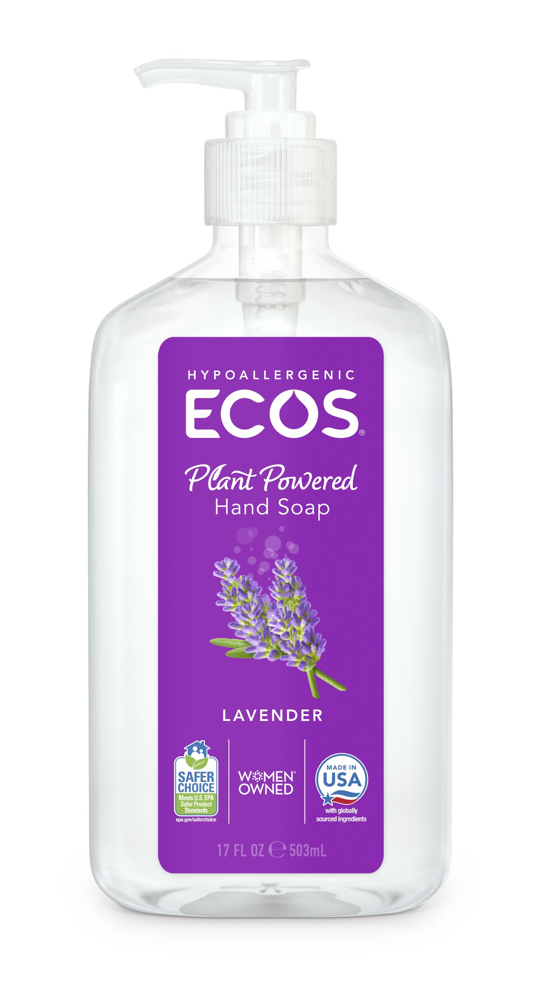 HYPOALLERGENIC
ECOS®
Plant Powered
Hand Soap
LAVENDER
SAFER
CHOICE
Meets U.S. EPA
Safer Product
Standards
epa.gov/saferchoice
WOMEN®
OWNED
MADE IN
USA
with globally
sourced ingredients
17 FL OZ ℮ 503mL